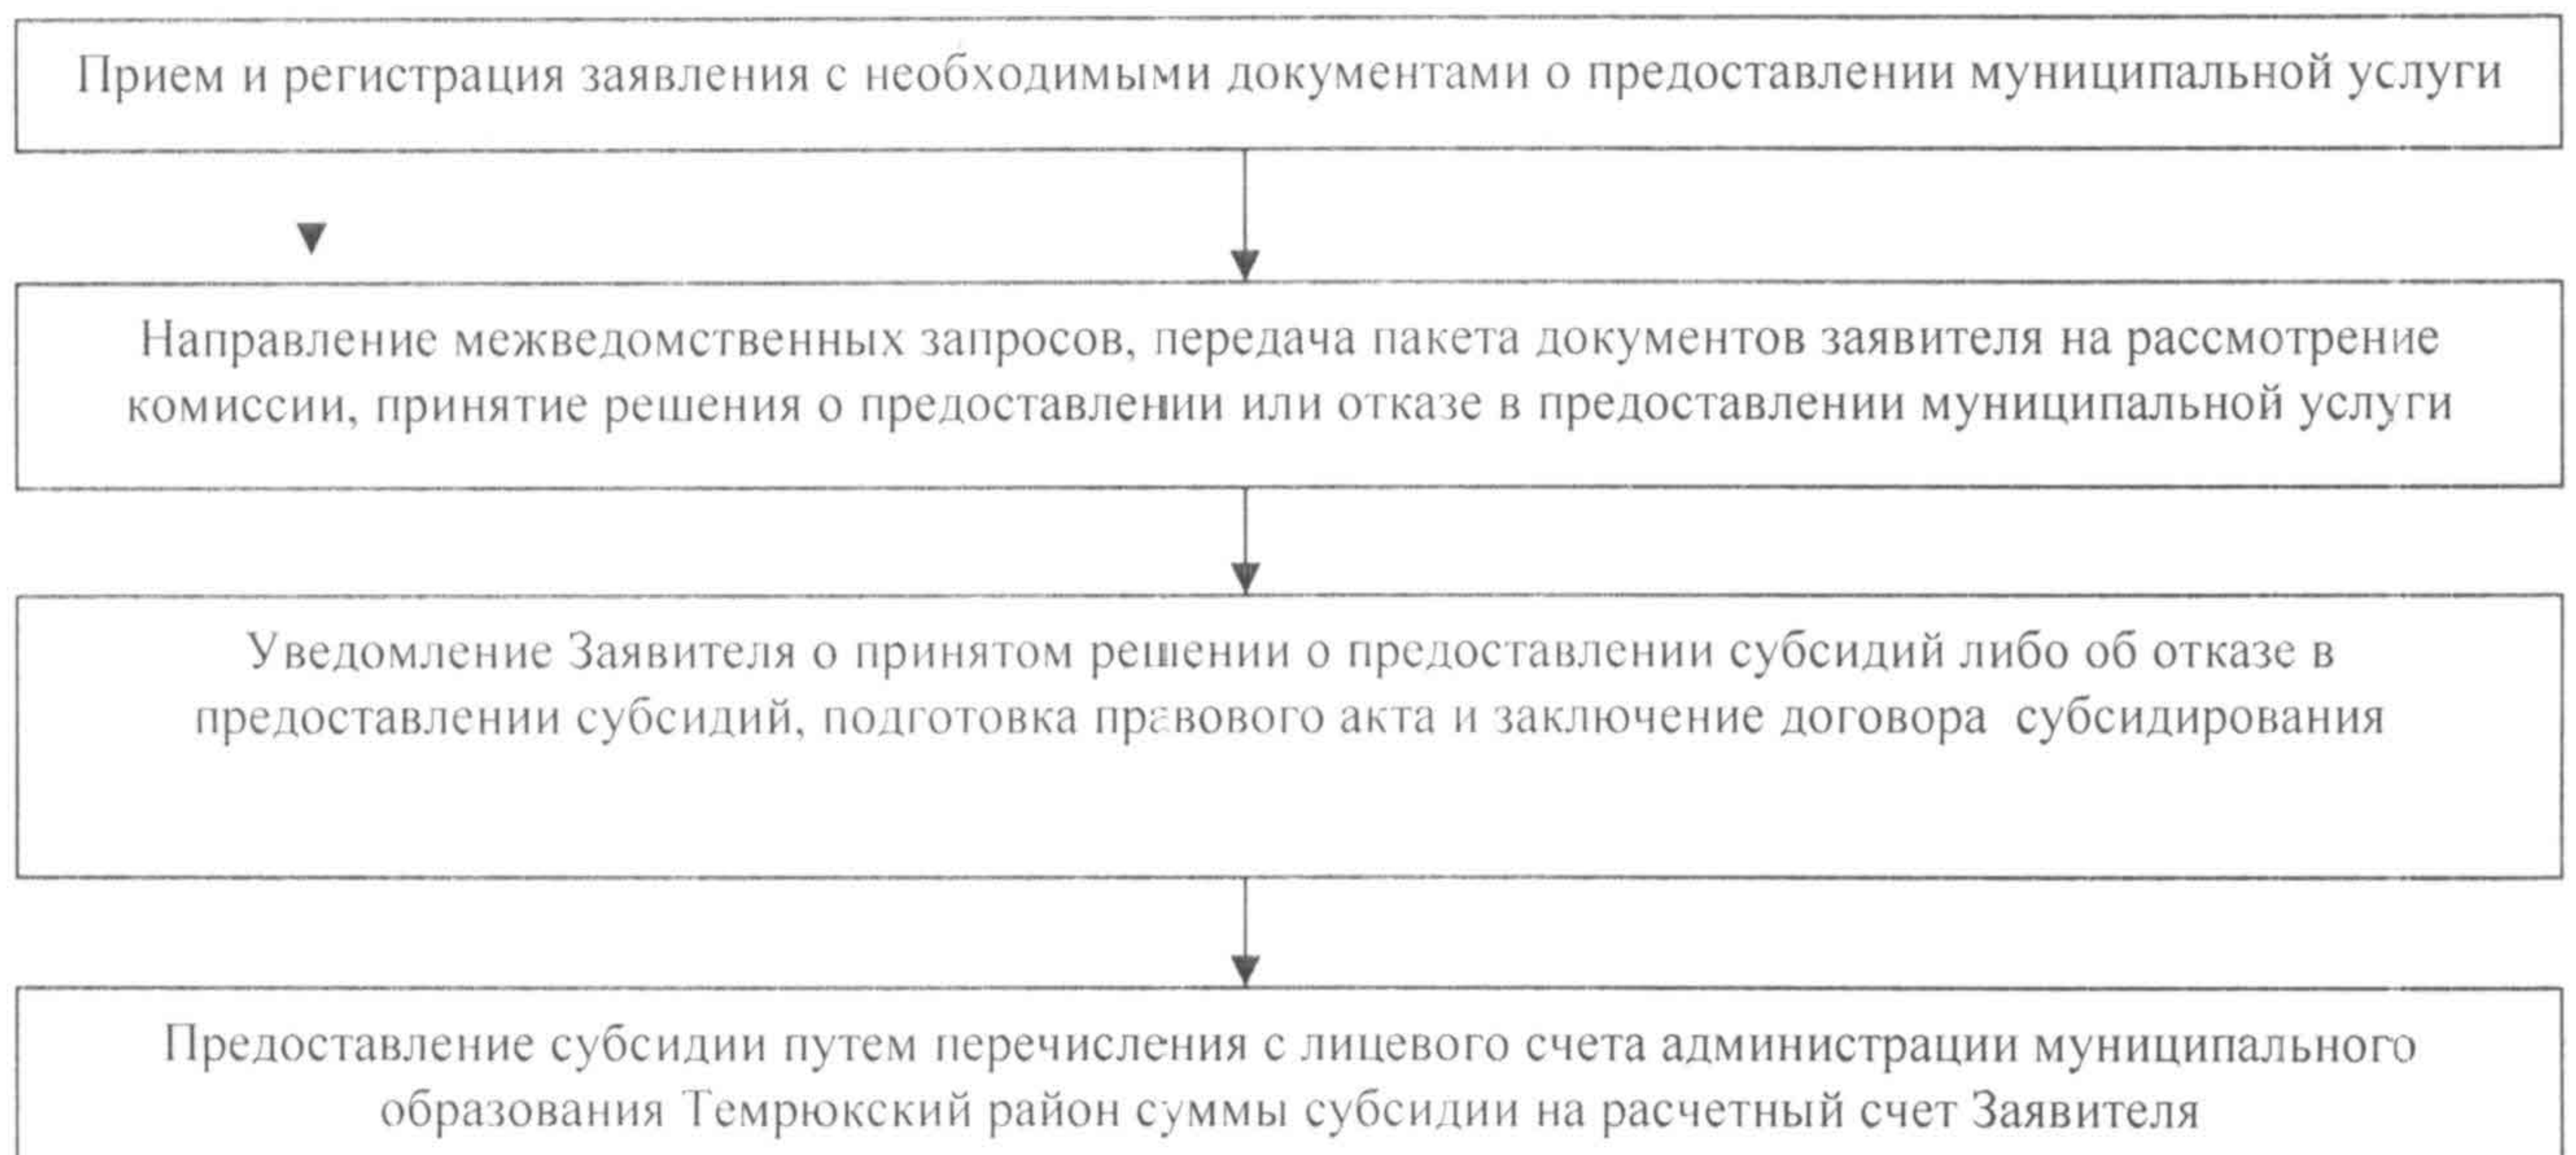 Прием и регистрация заявления с необходимыми документами о предоставлении муниципальной услуги
Направление межведомственных запросов, передача пакета документов заявителя на рассмотрение
комиссии, принятие решения о предоставлении или отказе в предоставлении муниципальной услуги
Уведомление Заявителя о принятом решении о предоставлении субсидий либо об отказе в
предоставлении субсидий, подготовка правового акта и заключение договора субсидирования
Предоставление субсидии путем перечисления с лицевого счета администрации муниципального
образования Темрюкский район суммы субсидии на расчетный счет Заявителя